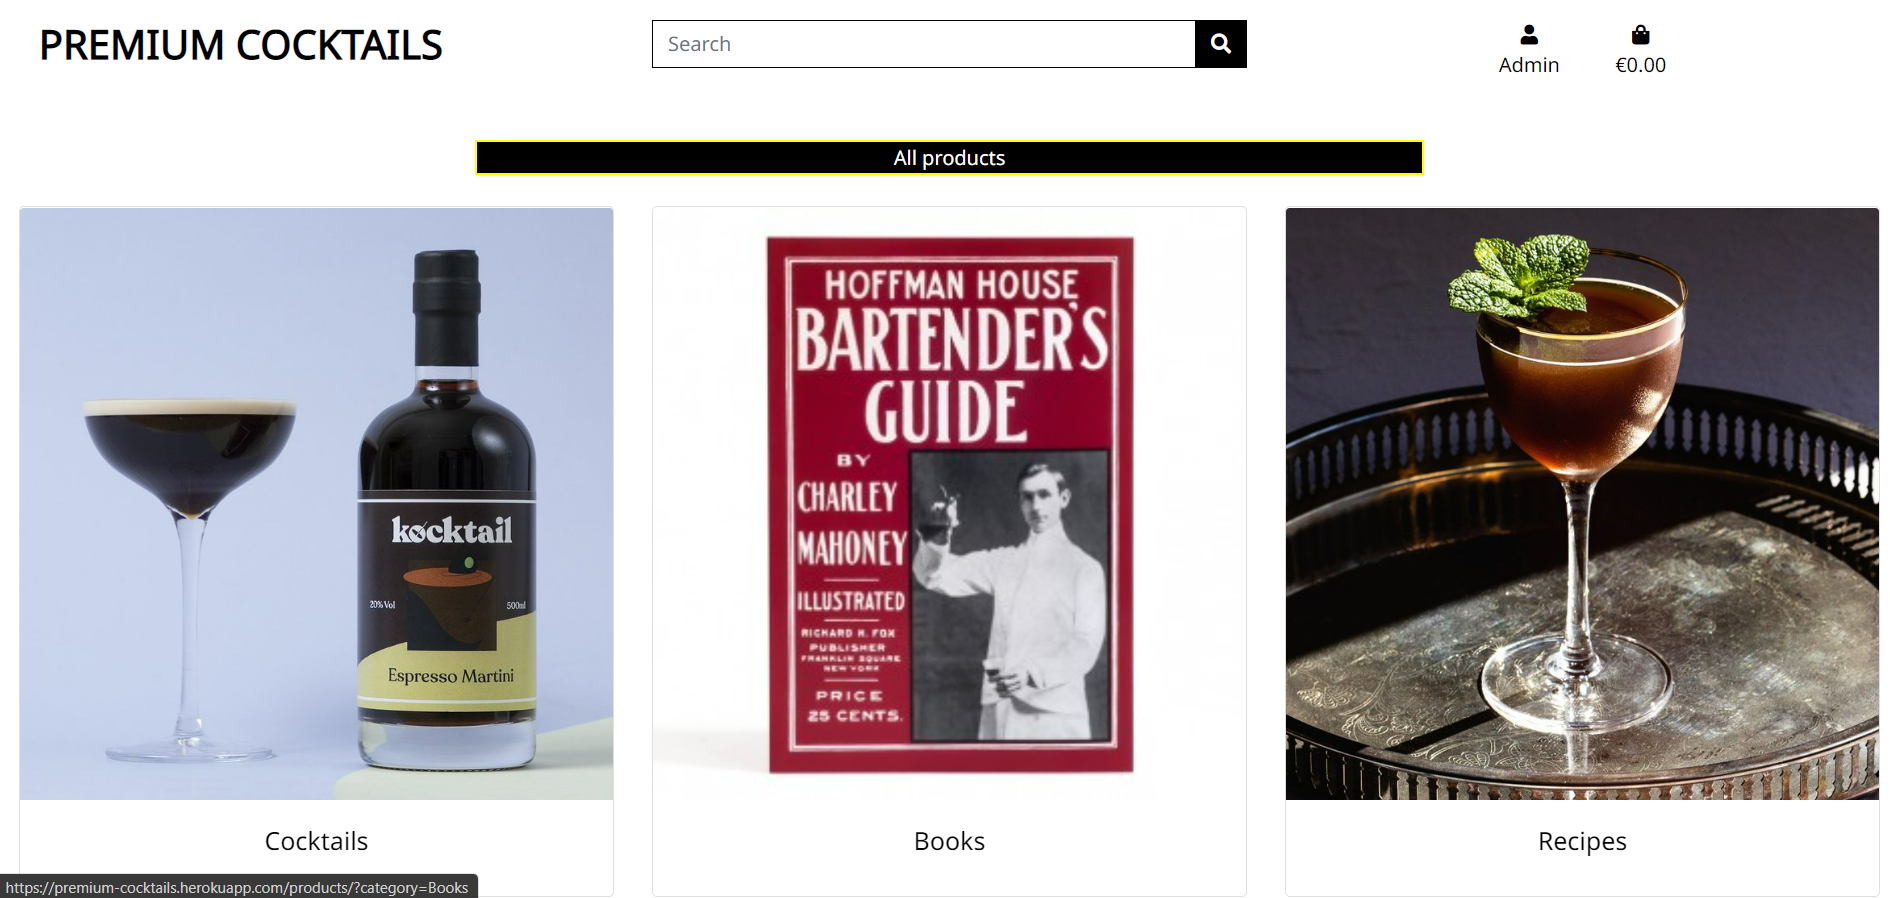 PREMIUM COCKTAILS
Search
Admin
€0.00
All products
kocktail
20% Vol
500ml
Espresso Martini
Cocktails
HOFFMAN HOUSE
BARTENDER'S
GUIDE
BY
CHARLEY
MAHONEY
ILLUSTRATED
RICHARD K. FOX
PUBLISHER
FRANKLIN SQUARE
NEW YORK
PRICE
25 CENTS.
Books
Recipes
https://premium-cocktails.herokuapp.com/products/?category=Books